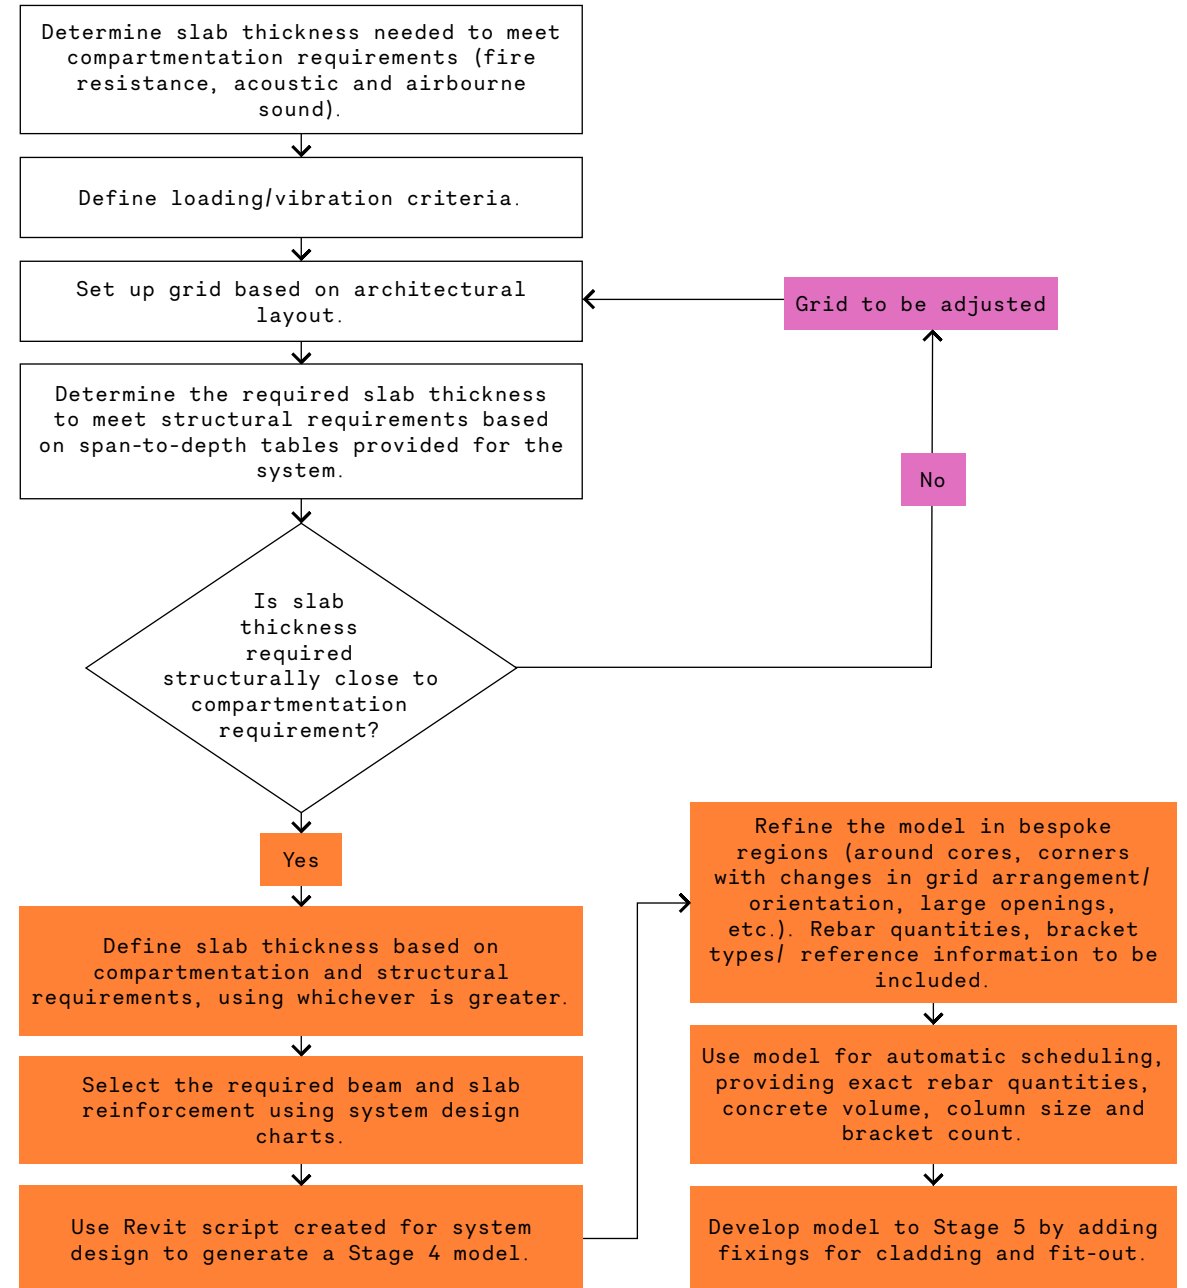 Determine slab thickness needed to meet
compartmentation requirements (fire
resistance, acoustic and airbourne
sound).
Define loading/vibration criteria.
Set up grid based on architectural
layout.
Grid to be adjusted
Determine the required slab thickness
to meet structural requirements based
on span-to-depth tables provided for the
system.
No
Is slab
thickness
required
structurally close to
compartmentation
requirement?
Yes
Define slab thickness based on
compartmentation and structural
requirements, using whichever is greater.
Select the required beam and slab
reinforcement using system design
charts.
Use Revit script created for system
design to generate a Stage 4 model.
Refine the model in bespoke
regions (around cores, corners
with changes in grid arrangement/
orientation, large openings,
etc.). Rebar quantities, bracket
types/ reference information to be
included.
Use model for automatic scheduling,
providing exact rebar quantities,
concrete volume, column size and
bracket count.
Develop model to Stage 5 by adding
fixings for cladding and fit-out.